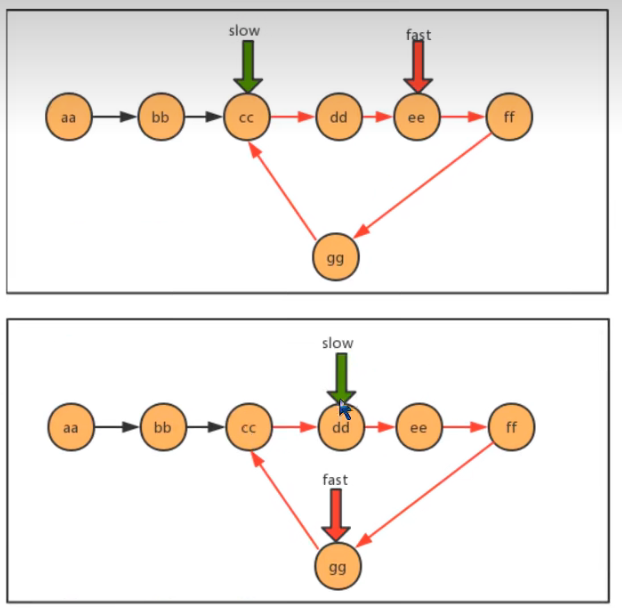 slow
fast
aa bb cc dd ee ff
gg
slow
aa bb cc dd ee ff
fast
gg